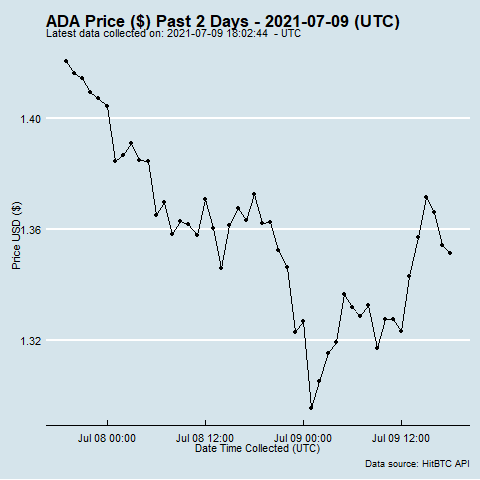 ADA Price ($) Past 2 Days - 2021-07-09 (UTC)
Latest data collected on: 2021-07-09 18:02:44 - UTC
1.40
1.36
1.32
Price USD ($)
Jul 08 00:00 Jul 08 12:00 Jul 09 00:00 Jul 09 12:00
Date Time Collected (UTC)
Data source: HitBTC API